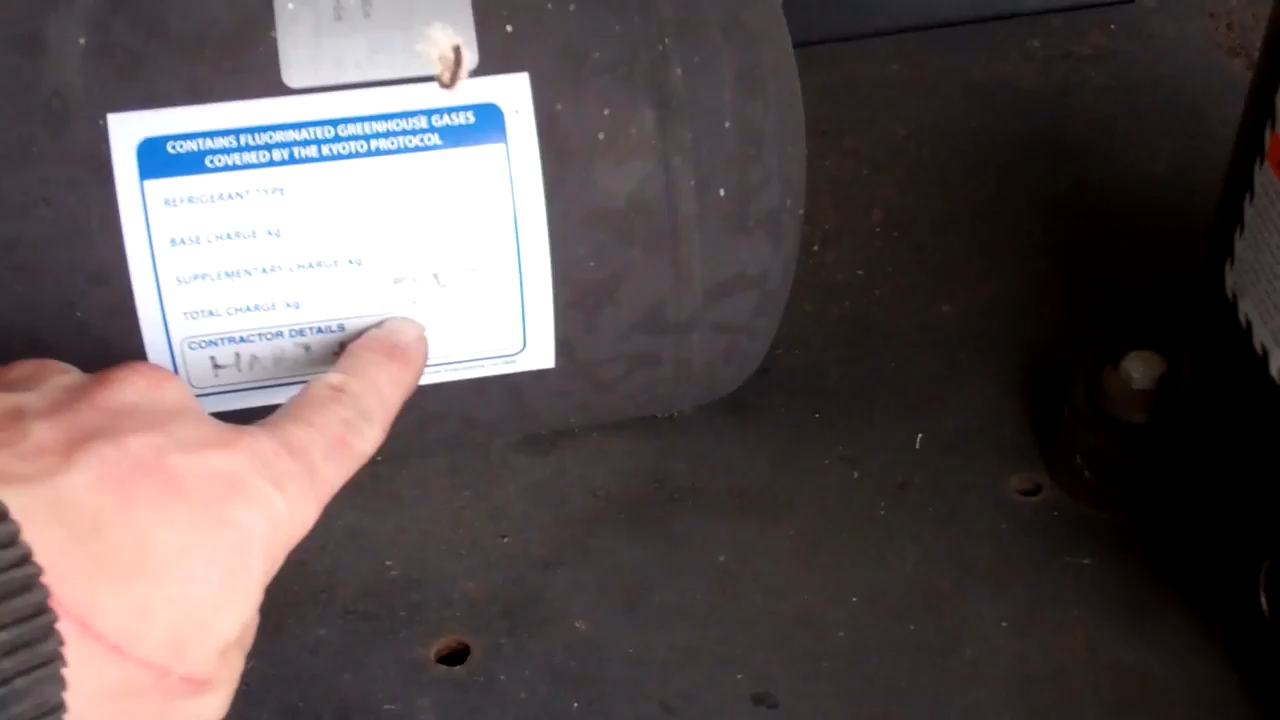 CONTAINS FLUORINATED GREENHOUSE GASES
COVERED BY THE KYOTO PROTOCOL
REFRIGERANT TYPE
BASE CHARGE (kg)
SUPPLEMENTARY CHARGE (kg)
TOTAL CHARGE (kg)
CONTRACTOR DETAILS